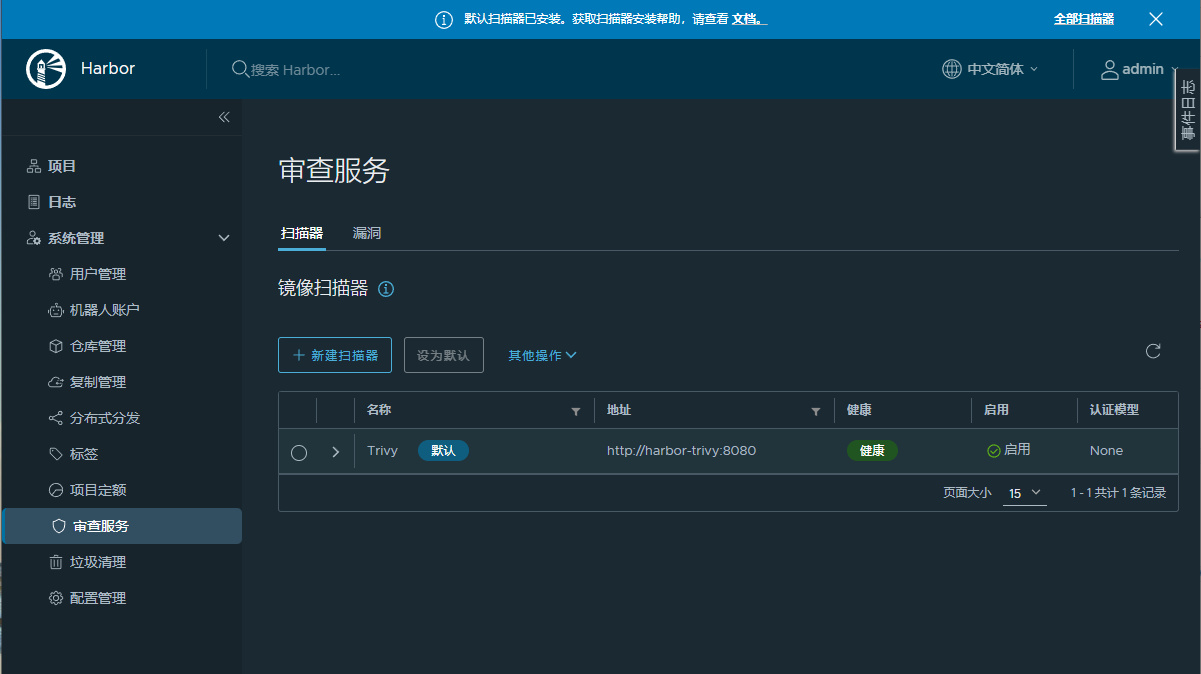 默认扫描器已安装。获取扫描器安装帮助，请查看 文档。 全部扫描器
Harbor 搜索 Harbor... 中文简体 admin
事件日志
项目
日志
系统管理
用户管理
机器人账户
仓库管理
复制管理
分布式分发
标签
项目定额
审查服务
垃圾清理
配置管理
审查服务
扫描器 漏洞
镜像扫描器
新建扫描器 设为默认 其他操作
名称 地址 健康 启用 认证模型
Trivy 默认 http://harbor-trivy:8080 健康 启用 None
页面大小 15 1 - 1 共计 1 条记录